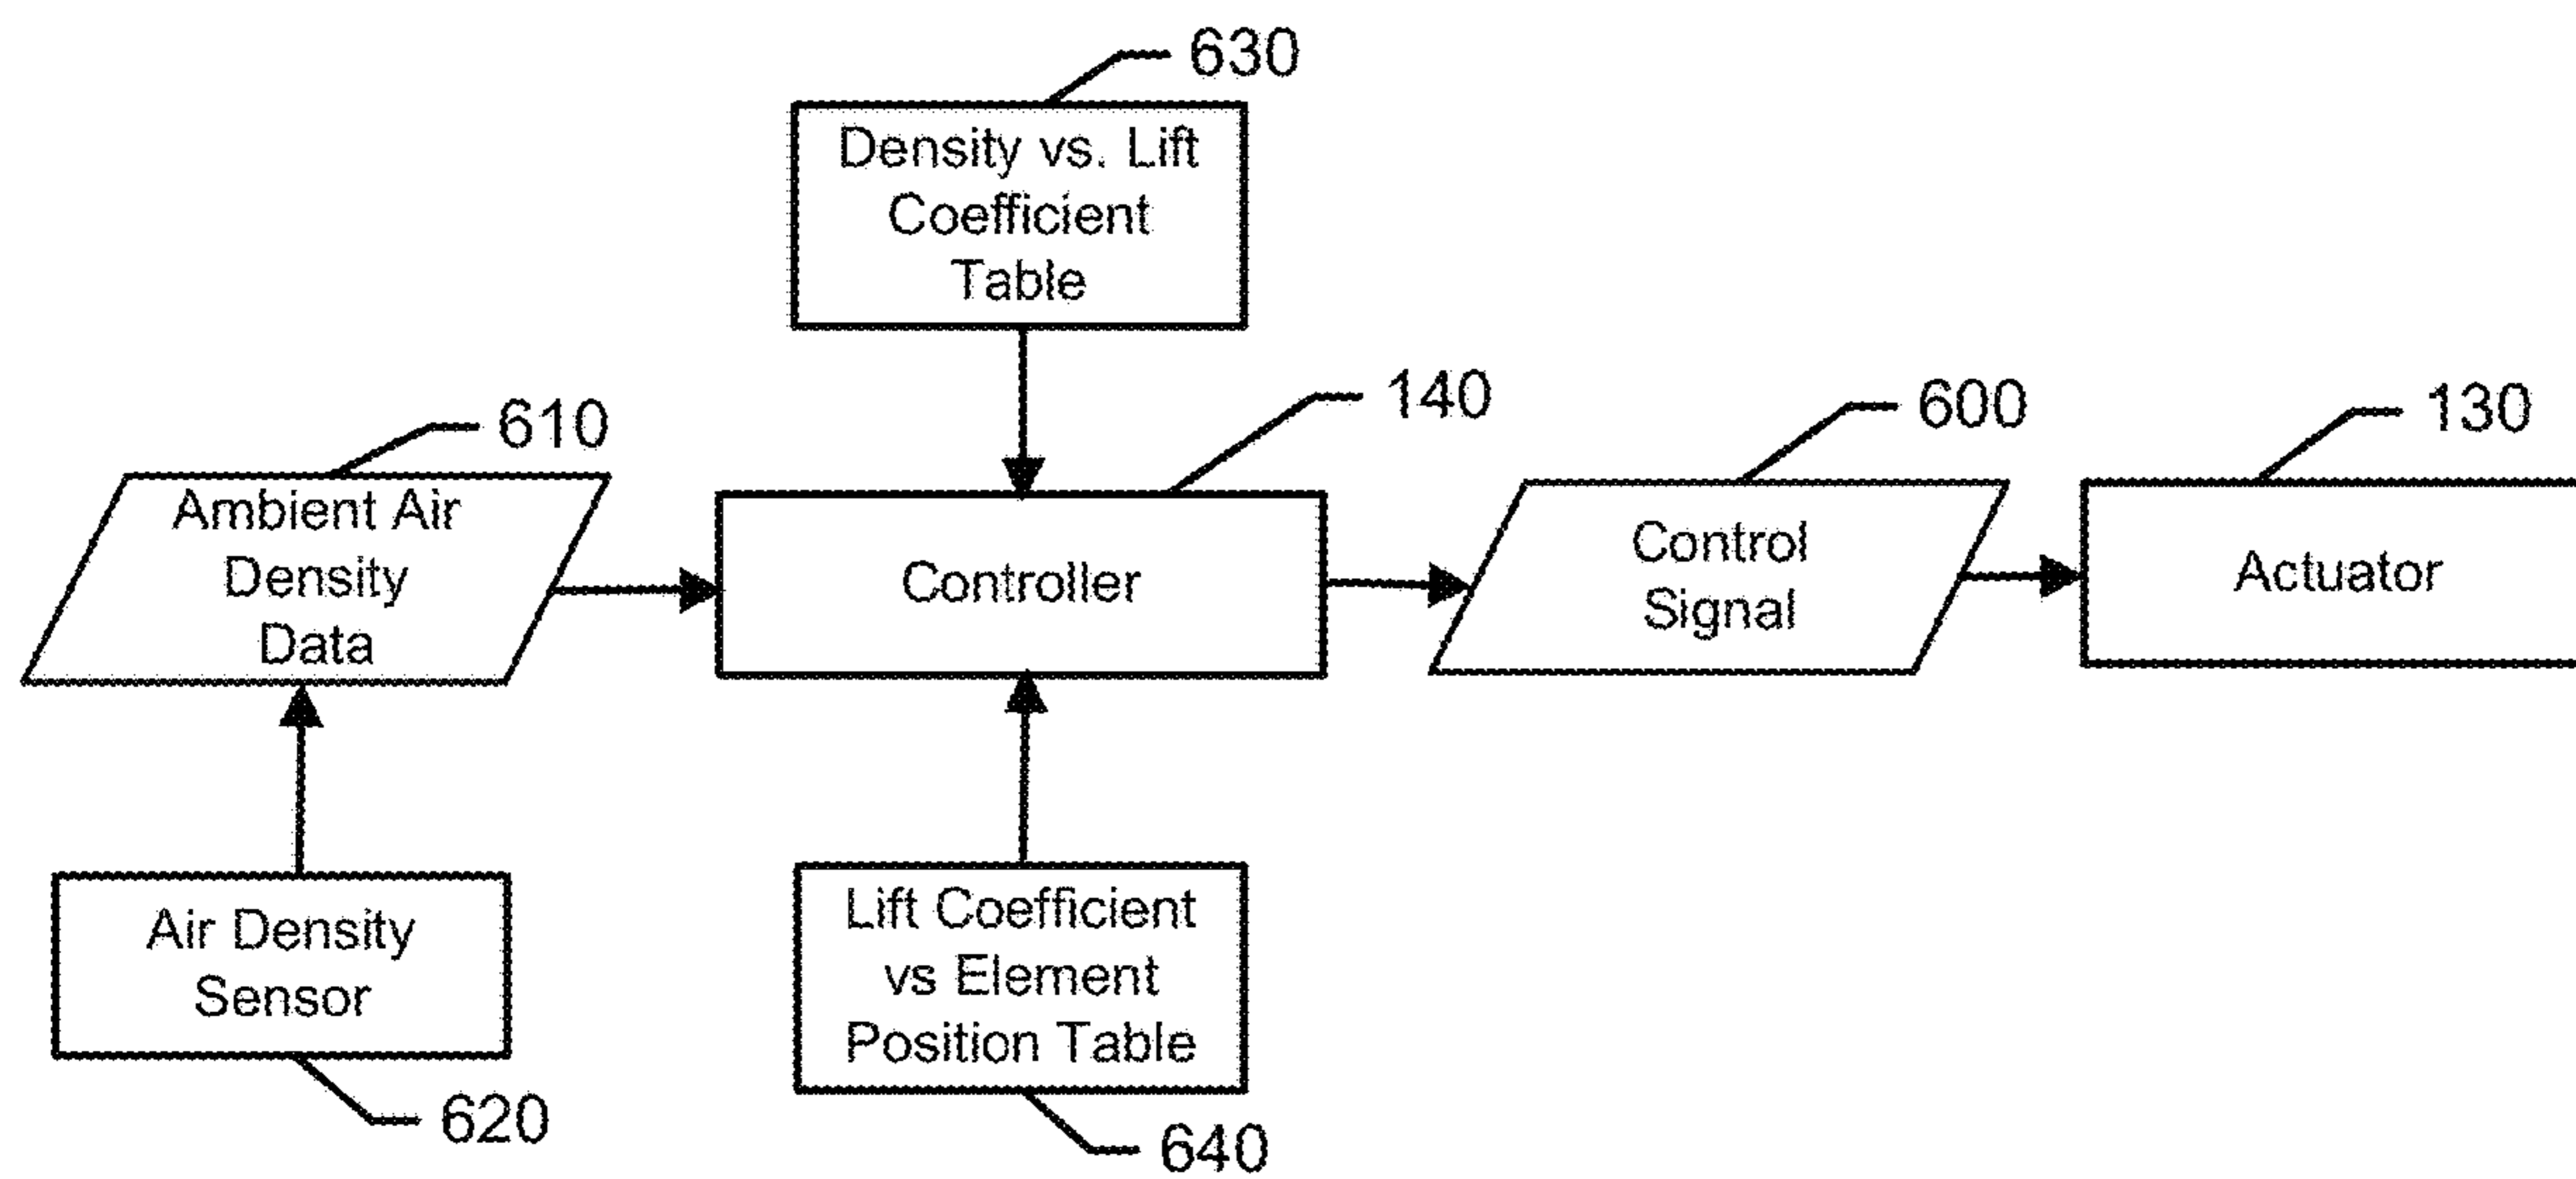 630
Density vs. Lift
Coefficient
Table
610
140
600
130
Ambient Air
Density
Data
Controller
Control
Signal
Actuator
Air Density
Sensor
Lift Coefficient
vs Element
Position Table
620
640